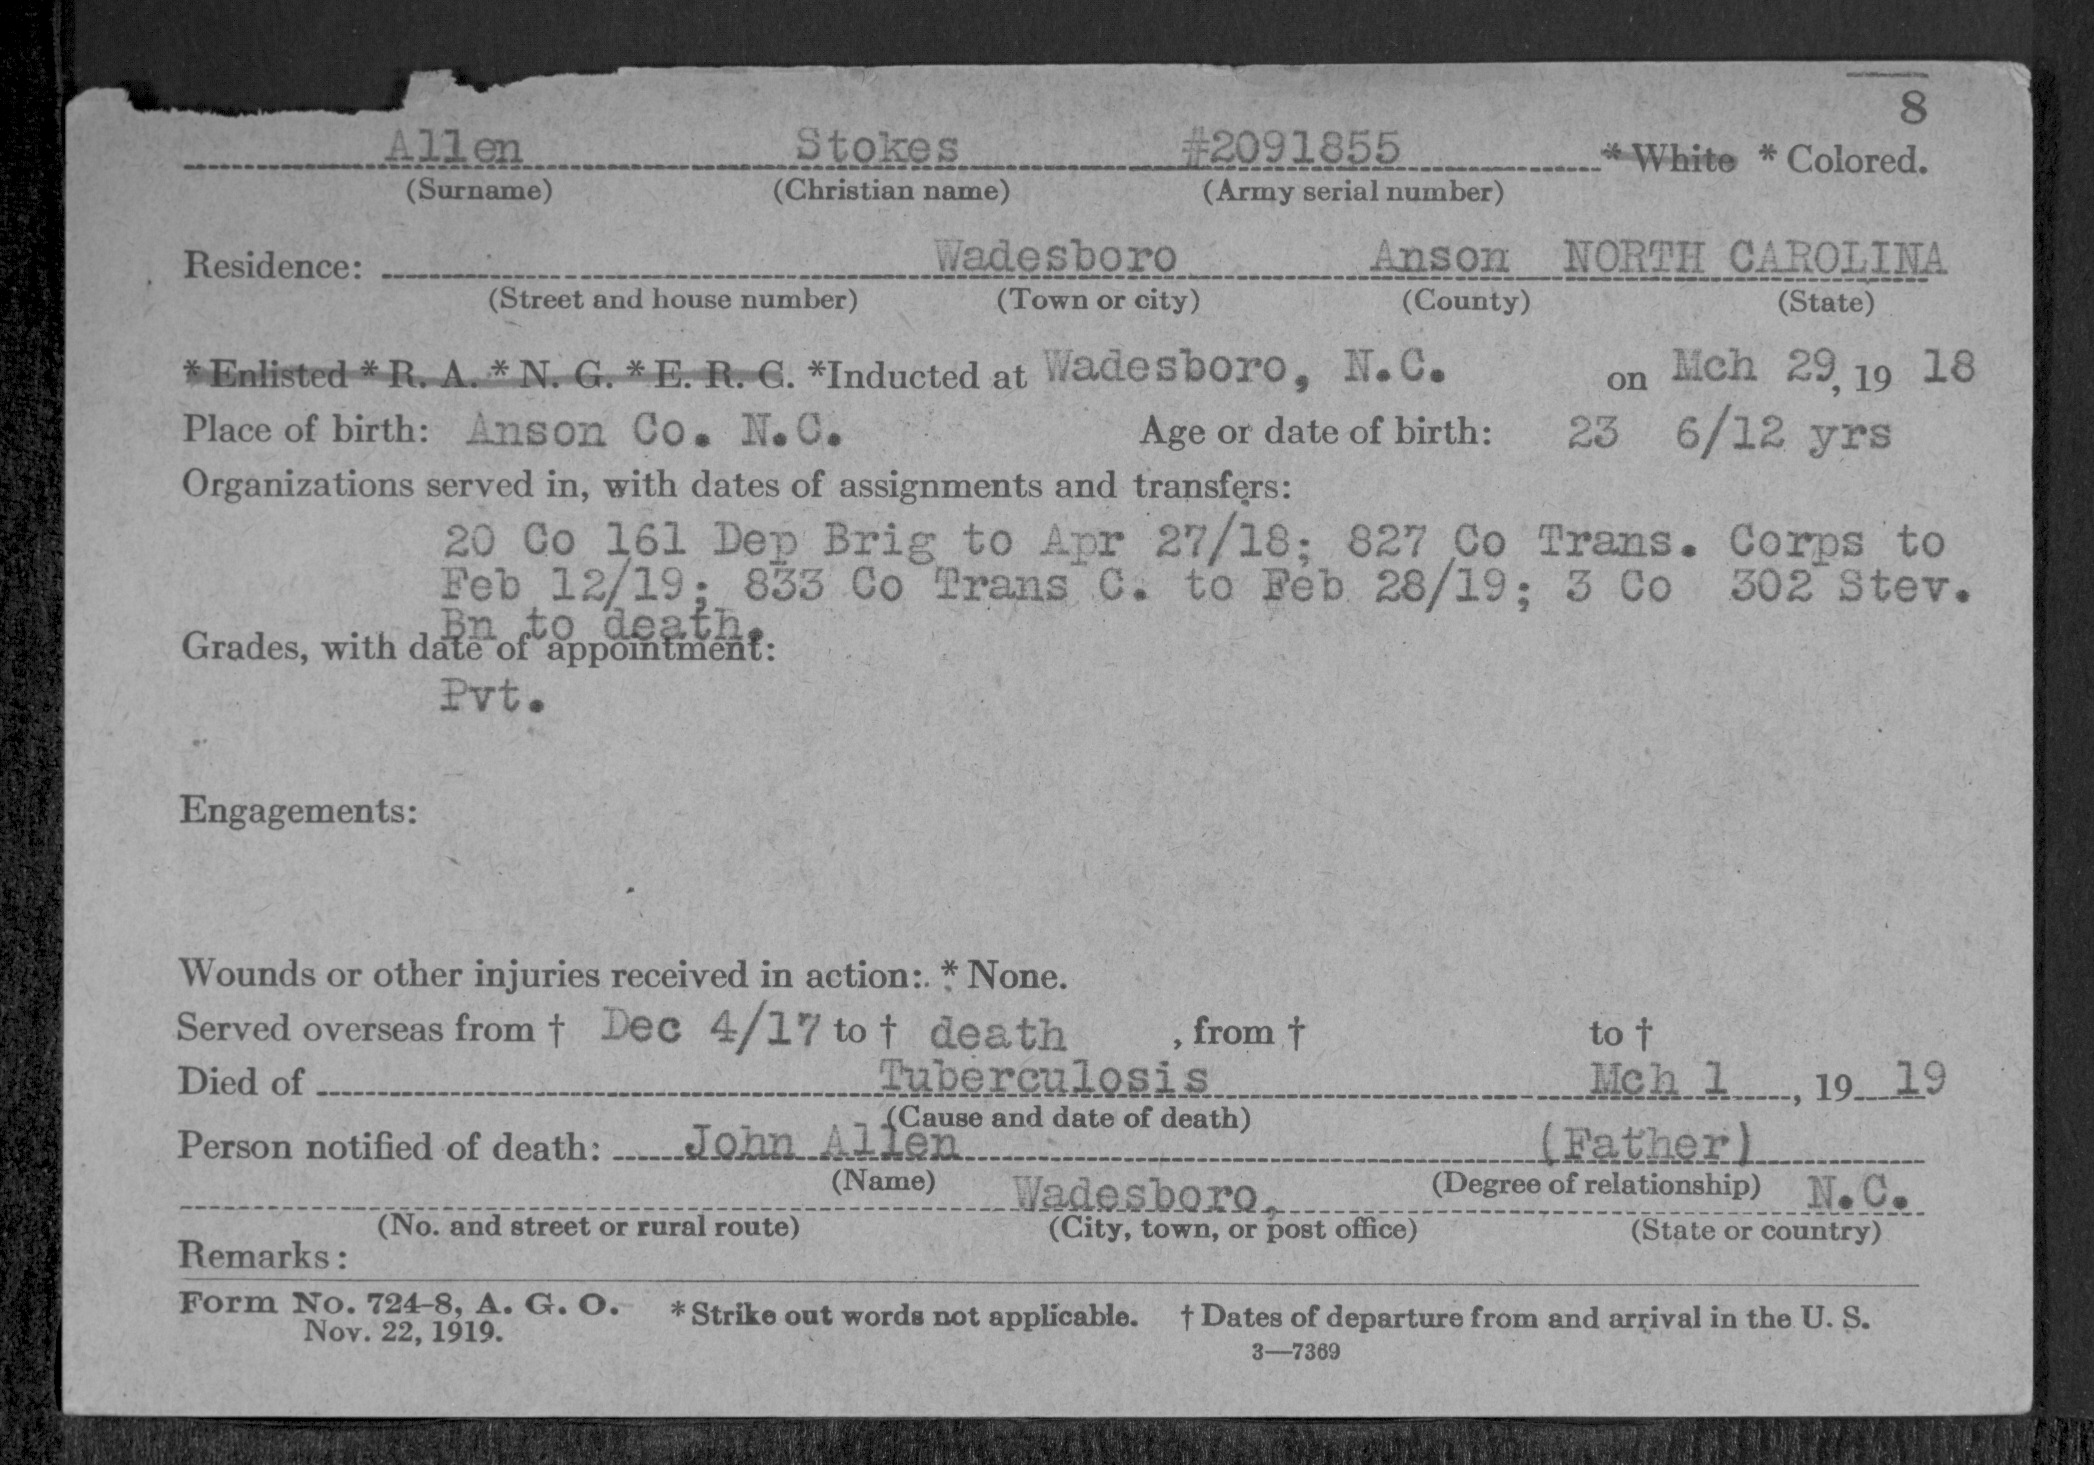 8
Allen Stokes #2091855 * White * Colored.
(Surname) (Christian name) (Army serial number)
Residence: Wadesboro Anson NORTH CAROLINA
(Street and house number) (Town or city) (County) (State)
* Enlisted * R. A. * N. G. * E. R. C. *Inducted at Wadesboro, N.C. on Mch 29, 19 18
Place of birth: Anson Co. N.C. Age or date of birth: 23 6/12 yrs
Organizations served in, with dates of assignments and transfers:
20 Co 161 Dep Brig to Apr 27/18; 827 Co Trans. Corps to
Feb 12/19; 833 Co Trans C. to Feb 28/19; 3 Co 302 Stev.
Bn to death.
Grades, with date of appointment:
Pvt.
Engagements:
Wounds or other injuries received in action: * None.
Served overseas from † Dec 4/17 to † death , from † to †
Died of Tuberculosis Mch 1 , 19 19
(Cause and date of death)
Person notified of death: John Allen (Father)
(Name) (Degree of relationship)
Wadesboro, N.C.
(No. and street or rural route) (City, town, or post office) (State or country)
Remarks:
Form No. 724–8, A. G. O. * Strike out words not applicable. † Dates of departure from and arrival in the U. S.
Nov. 22, 1919.
3—7369